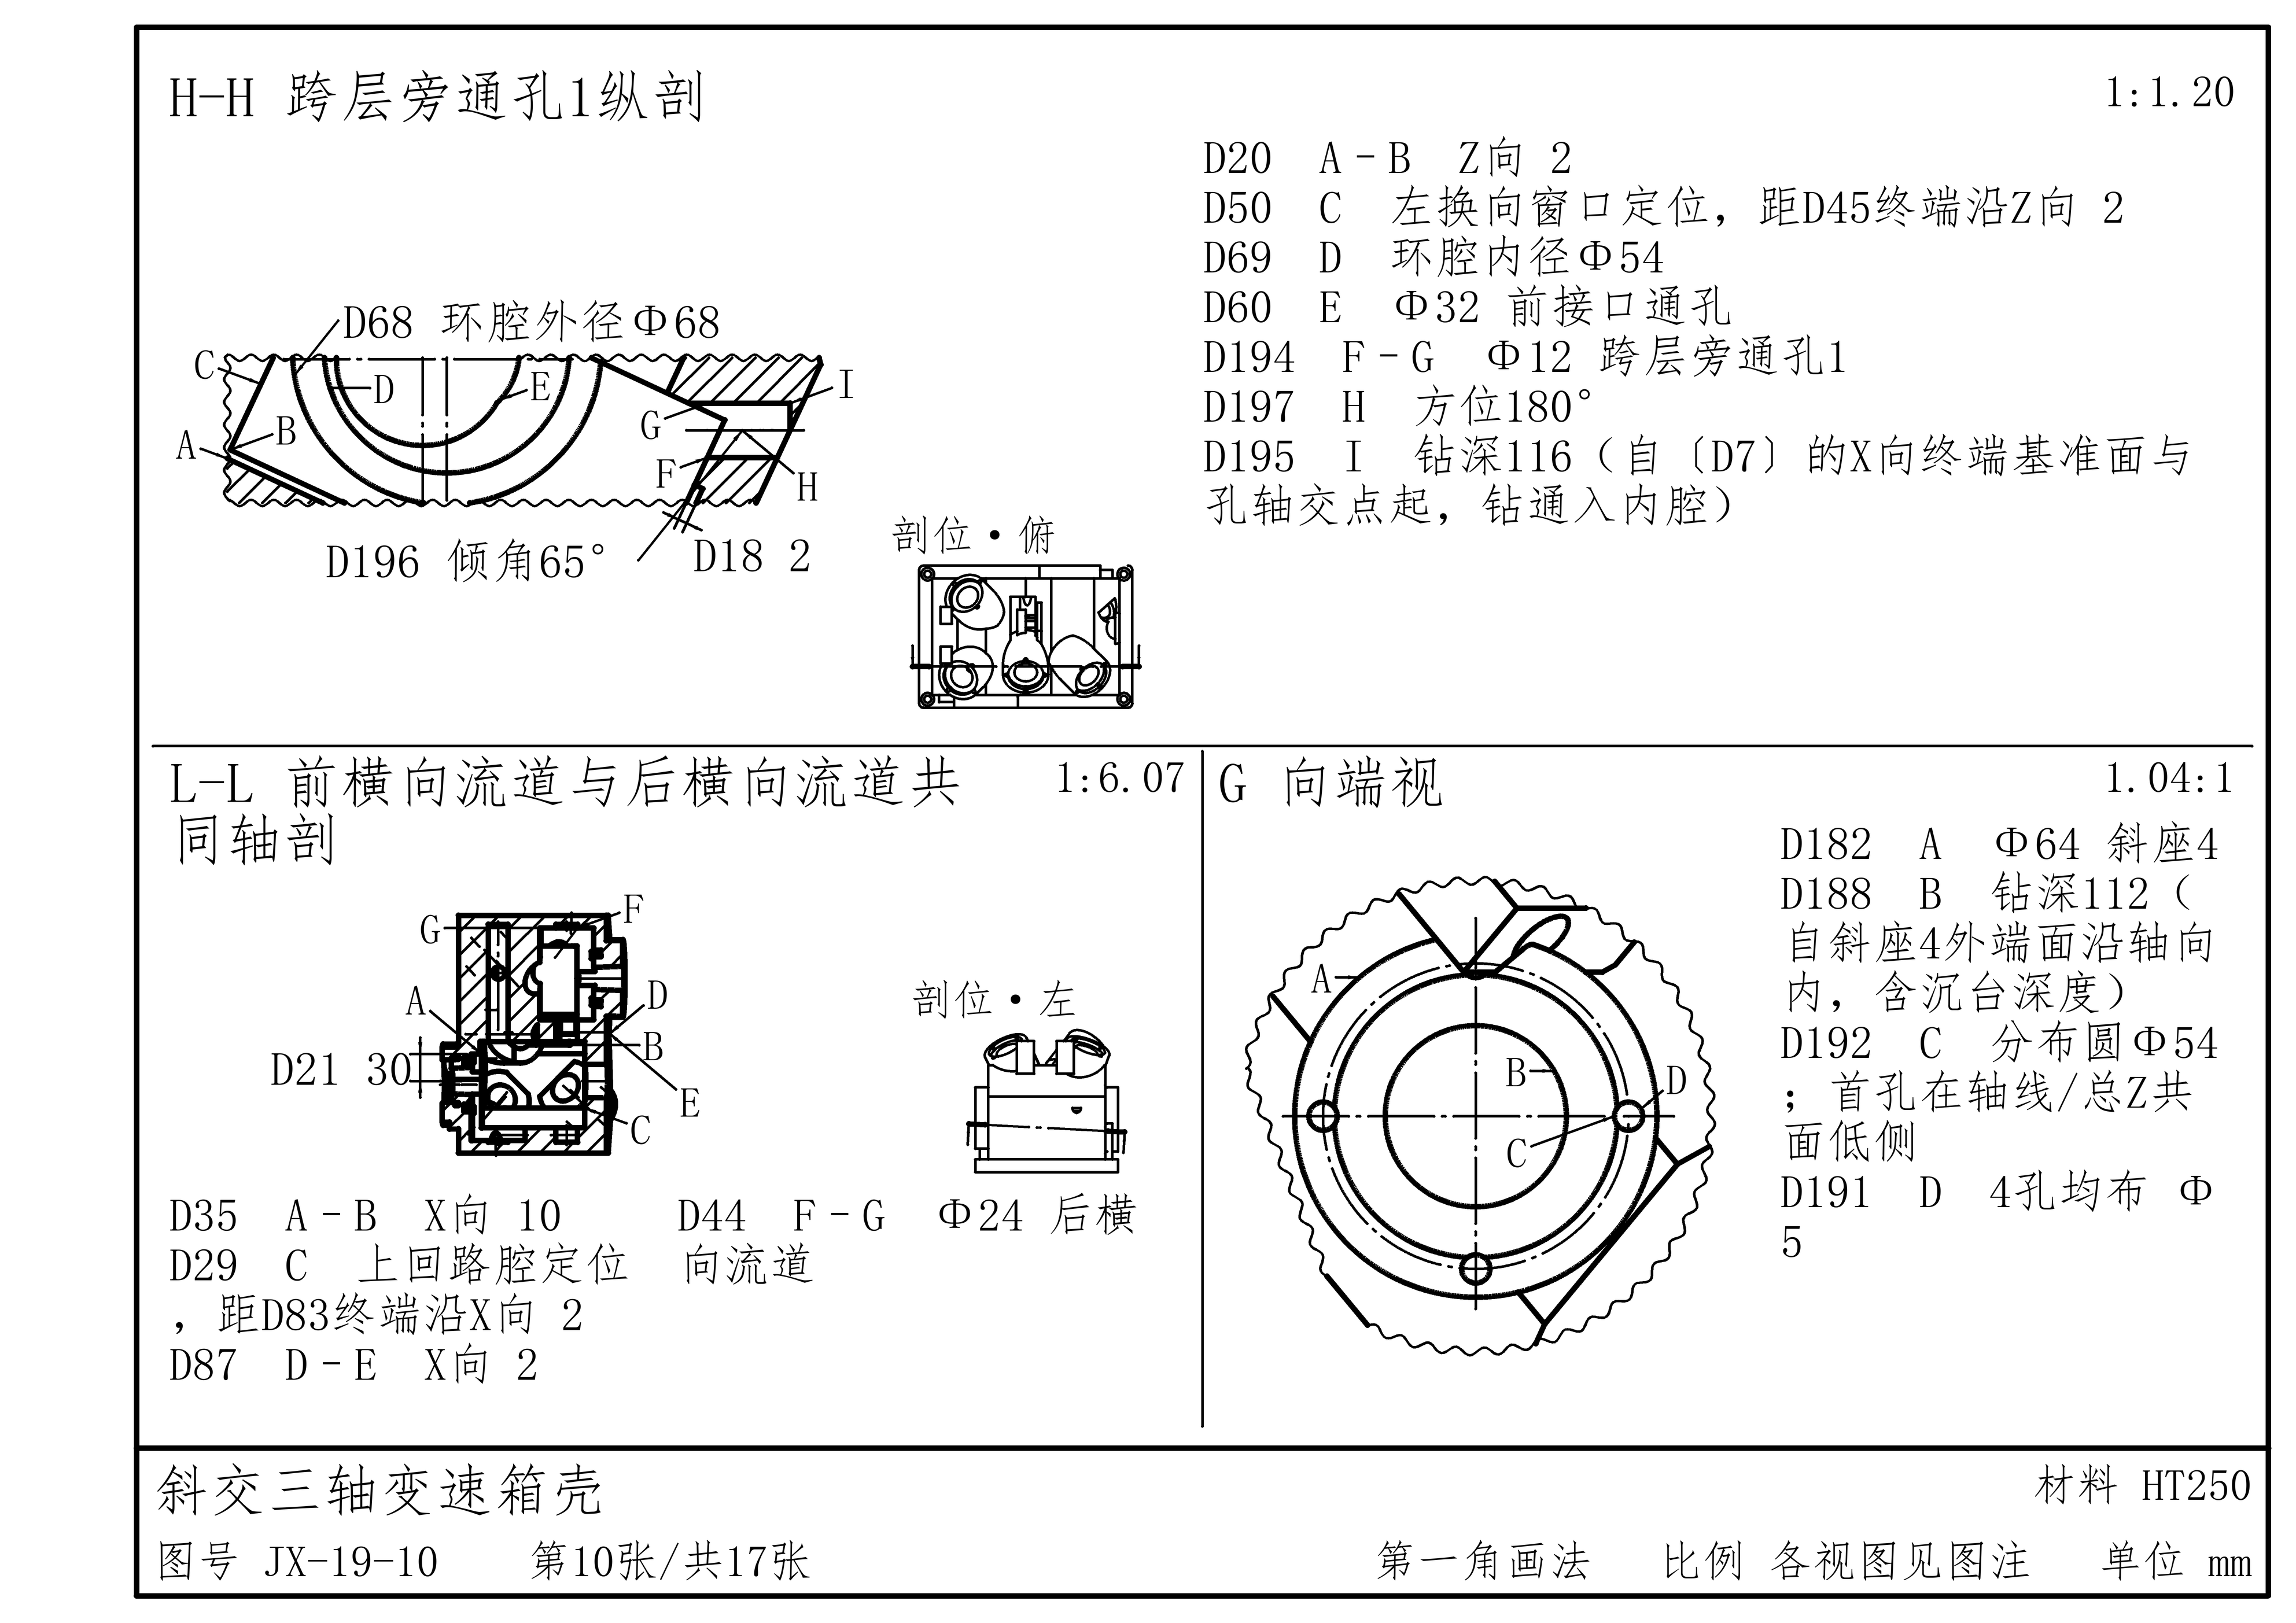 H-H 跨层旁通孔1纵剖
1:1.20
D20 A-B Z向 2
D50 C 左换向窗口定位，距D45终端沿Z向 2
D69 D 环腔内径Φ54
D60 E Φ32 前接口通孔
D194 F-G Φ12 跨层旁通孔1
D197 H 方位180°
D195 I 钻深116（自〔D7〕的X向终端基准面与
孔轴交点起，钻通入内腔）
D68 环腔外径Φ68
C
D
E
I
G
A
B
F
H
D196 倾角65°
D18 2
剖位·俯
L-L 前横向流道与后横向流道共
同轴剖
1:6.07
F
G
A
D
B
D21 30
E
C
剖位·左
D35 A-B X向 10
D29 C 上回路腔定位
，距D83终端沿X向 2
D87 D-E X向 2
D44 F-G Φ24 后横
向流道
G 向端视
1.04:1
A
B
D
C
D182 A Φ64 斜座4
D188 B 钻深112（
自斜座4外端面沿轴向
内，含沉台深度）
D192 C 分布圆Φ54
；首孔在轴线/总Z共
面低侧
D191 D 4孔均布 Φ
5
斜交三轴变速箱壳
材料 HT250
图号 JX-19-10 第10张/共17张
第一角画法 比例 各视图见图注 单位 mm